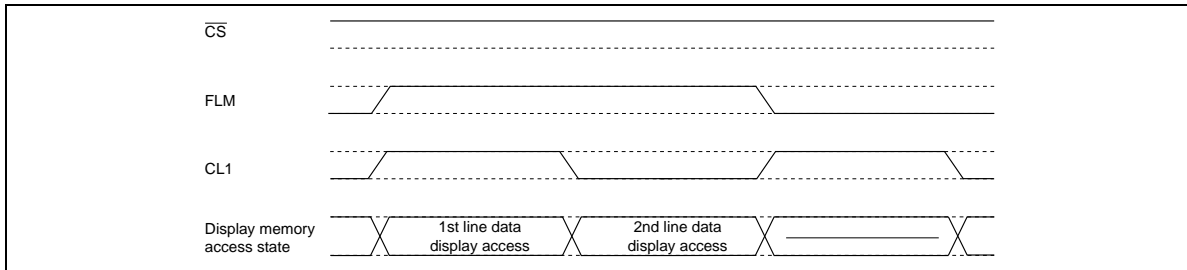 CS
FLM
CL1
Display memory
access state
1st line data
display access
2nd line data
display access